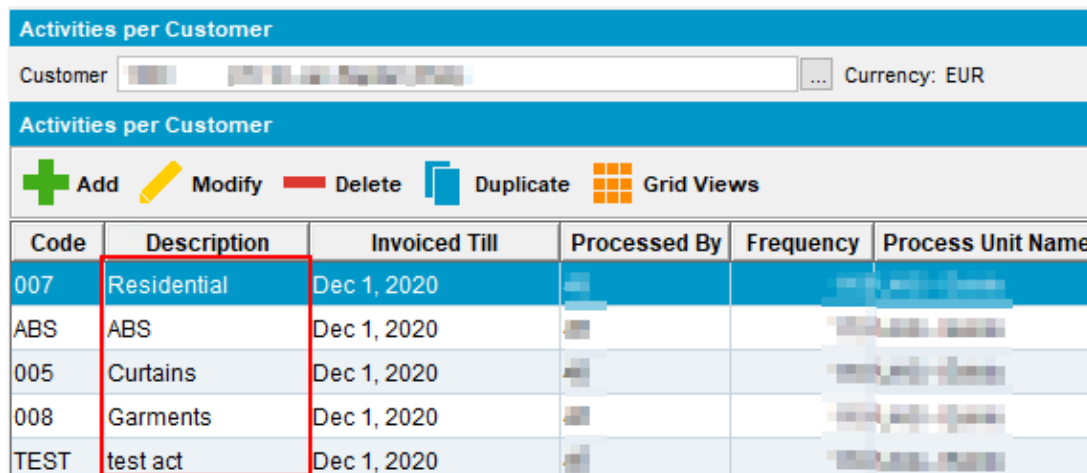 Activities per Customer
Customer ... Currency: EUR
Activities per Customer
Add Modify Delete Duplicate Grid Views
Code Description Invoiced Till Processed By Frequency Process Unit Name
007 Residential Dec 1, 2020
ABS ABS Dec 1, 2020
005 Curtains Dec 1, 2020
008 Garments Dec 1, 2020
TEST test act Dec 1, 2020